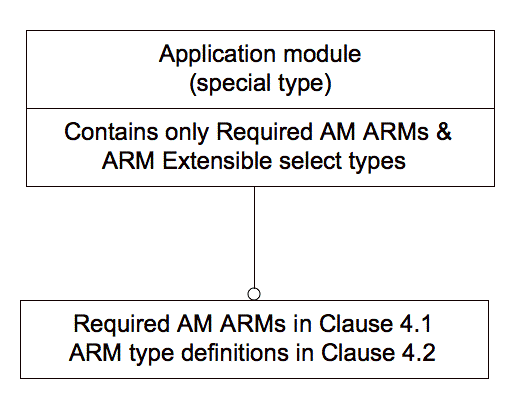 Application module
(special type)
Contains only Required AM ARMs &
ARM Extensible select types
Required AM ARMs in Clause 4.1
ARM type definitions in Clause 4.2